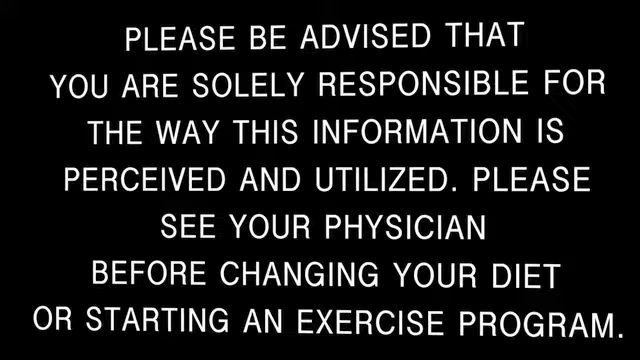 PLEASE BE ADVISED THAT
YOU ARE SOLELY RESPONSIBLE FOR
THE WAY THIS INFORMATION IS
PERCEIVED AND UTILIZED. PLEASE
SEE YOUR PHYSICIAN
BEFORE CHANGING YOUR DIET
OR STARTING AN EXERCISE PROGRAM.